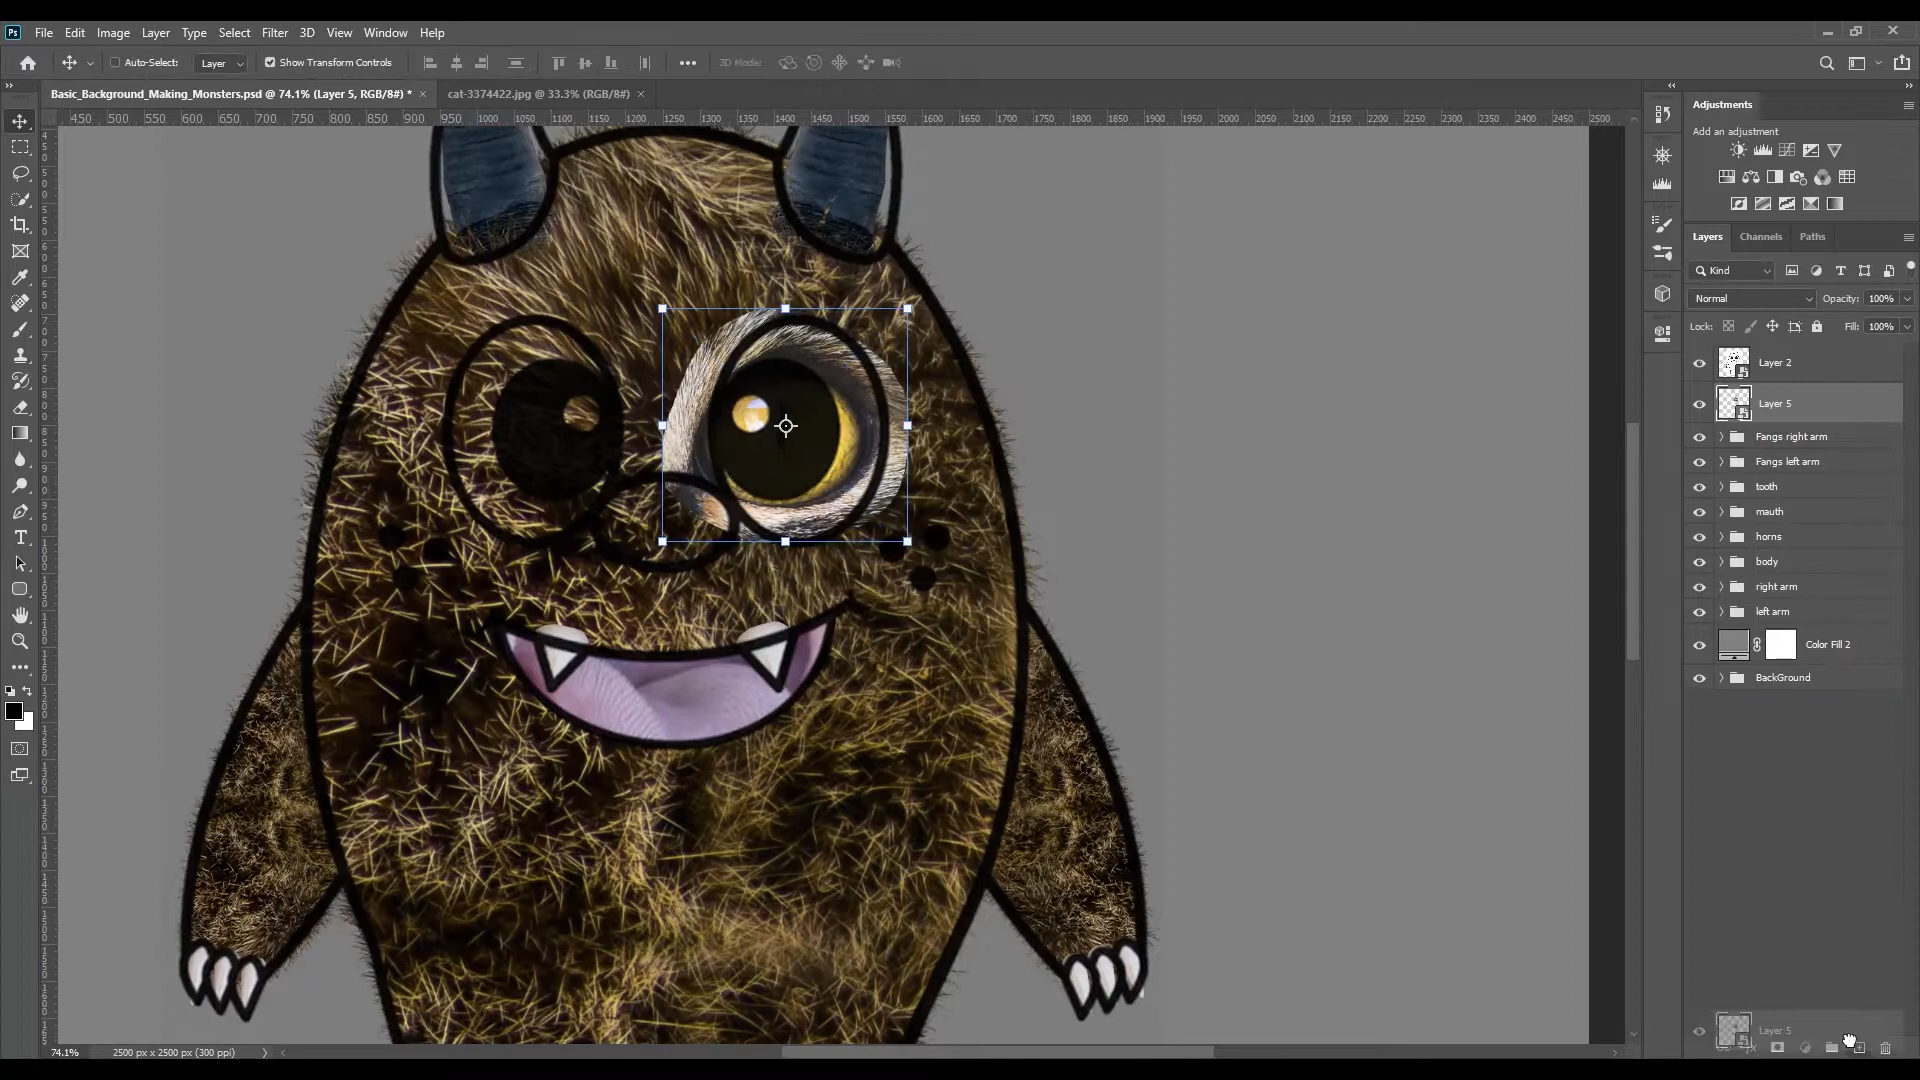 Ps File Edit Image Layer Type Select Filter 3D View Window Help
Auto-Select: Layer Show Transform Controls 3D Mode:
Basic_Background_Making_Monsters.psd @ 74.1% (Layer 5, RGB/8#) * cat-3374422.jpg @ 33.3% (RGB/8#)
450 500 550 600 650 700 750 800 850 900 950 1000 1050 1100 1150 1200 1250 1300 1350 1400 1450 1500 1550 1600 1650 1700 1750 1800 1850 1900 1950 2000 2050 2100 2150 2200 2250 2300 2350 2400 2450 2500
Adjustments
Add an adjustment
Layers Channels Paths
Kind
Normal Opacity: 100%
Lock: Fill: 100%
Layer 2
Layer 5
Fangs right arm
Fangs left arm
tooth
mauth
horns
body
right arm
left arm
Color Fill 2
BackGround
Layer 5
74.1% 2500 px x 2500 px (300 ppi)